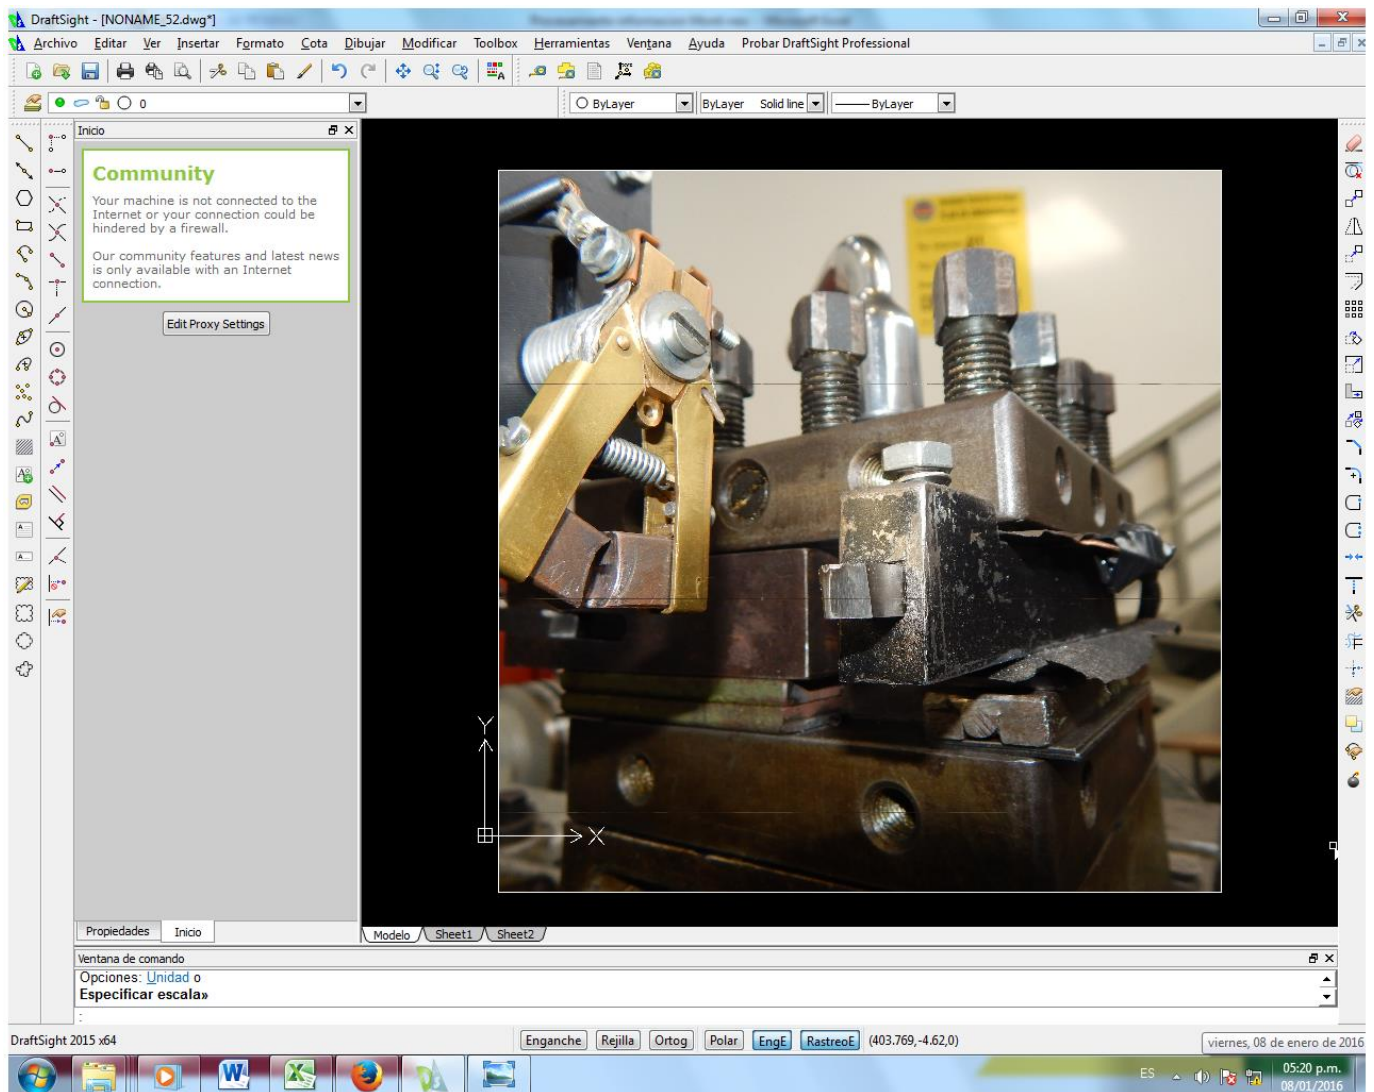 DraftSight - [NONAME_52.dwg*]
Archivo Editar Ver Insertar Formato Cota Dibujar Modificar Toolbox Herramientas Ventana Ayuda Probar DraftSight Professional
0
ByLayer ByLayer Solid line ByLayer
Inicio
Community
Your machine is not connected to the
Internet or your connection could be
hindered by a firewall.
Our community features and latest news
is only available with an Internet
connection.
Edit Proxy Settings
Y
X
Propiedades Inicio
Modelo Sheet1 Sheet2
Ventana de comando
Opciones: Unidad o
Especificar escala»
:
DraftSight 2015 x64
Enganche Rejilla Ortog Polar EngE RastreoE (403.769,-4.62,0)
viernes, 08 de enero de 2016
ES
05:20 p.m.
08/01/2016